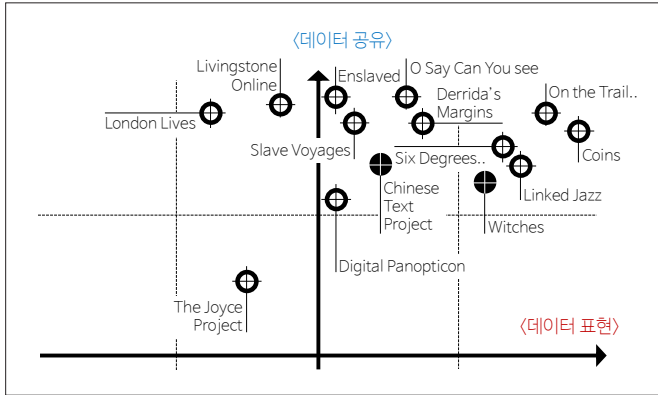 〈데이터 공유〉
Livingstone
Online
Enslaved
O Say Can You see
On the Trail..
London Lives
Derrida's
Margins
Slave Voyages
Six Degrees..
Coins
Chinese
Text
Project
Linked Jazz
Witches
Digital Panopticon
The Joyce
Project
〈데이터 표현〉